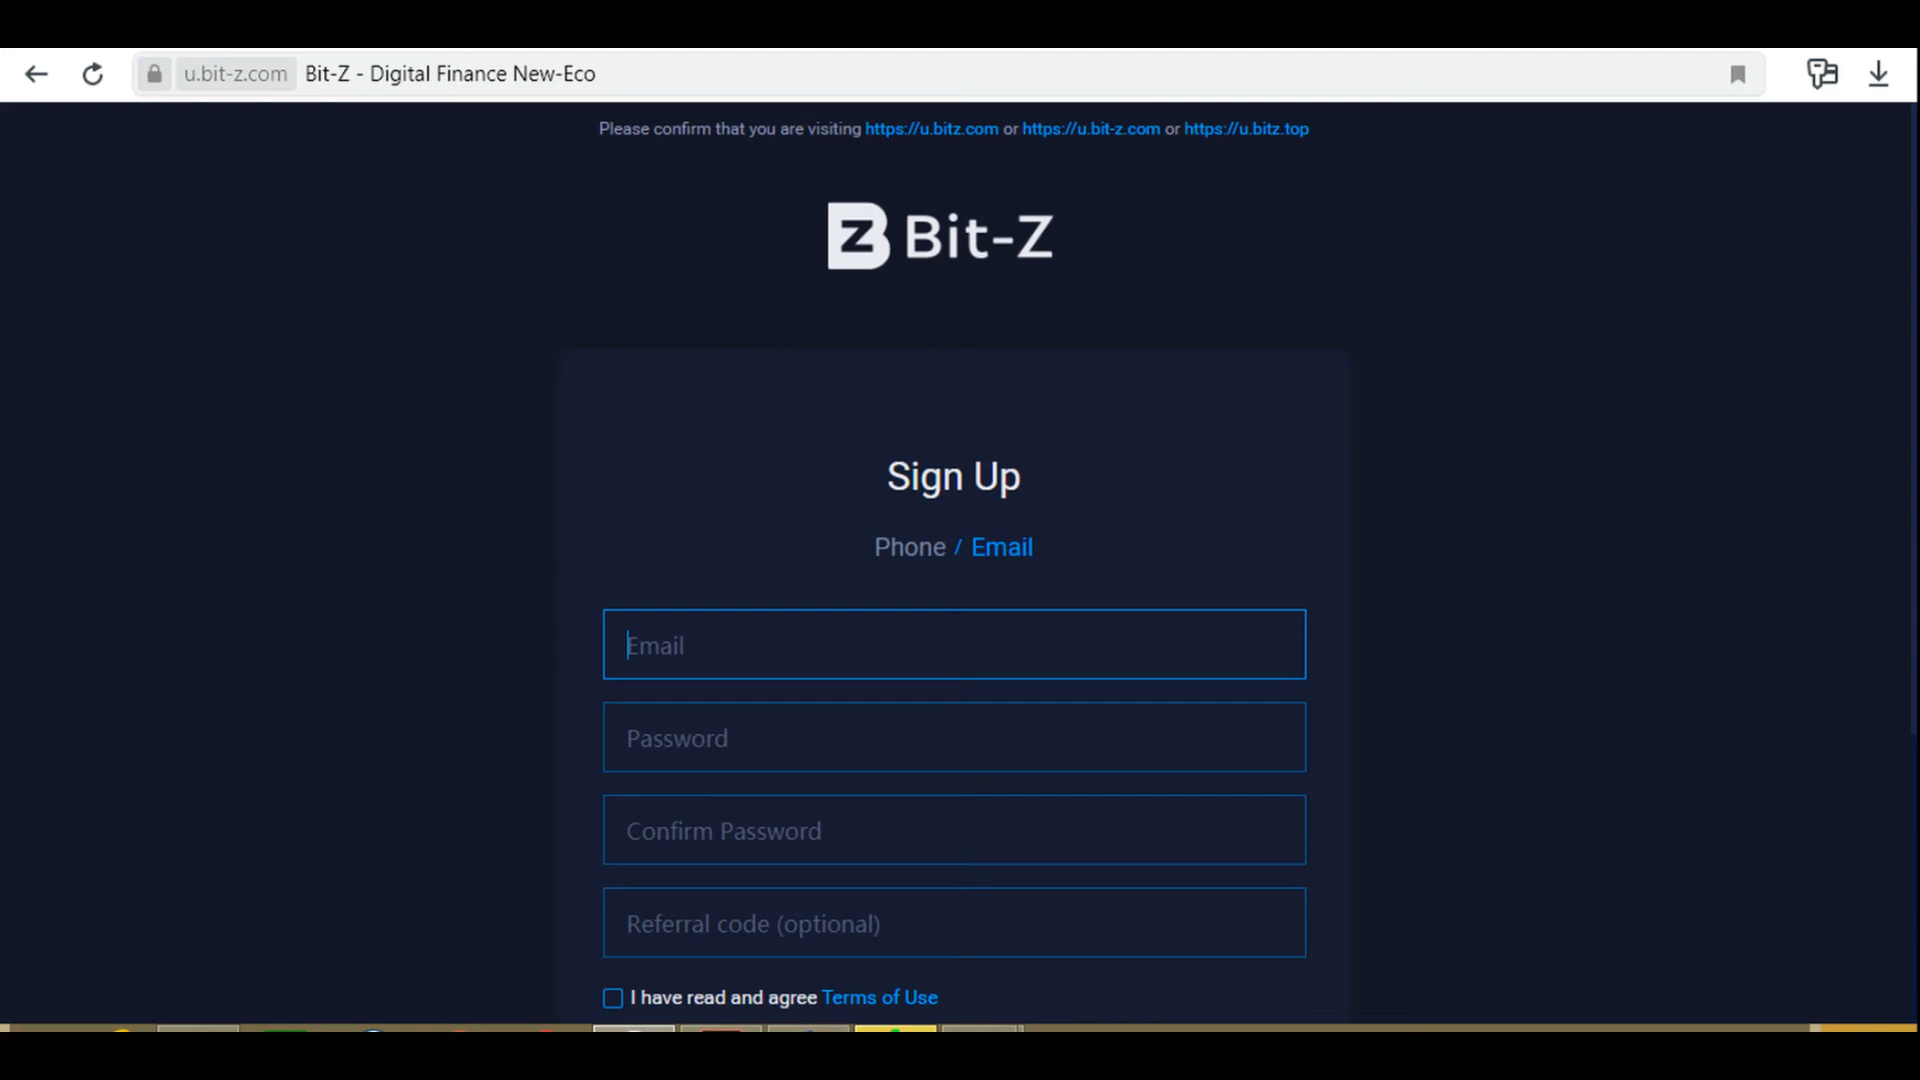 u.bit-z.com Bit-Z - Digital Finance New-Eco
Please confirm that you are visiting https://u.bitz.com or https://u.bit-z.com or https://u.bitz.top
Bit-Z
Sign Up
Phone / Email
Email
Password
Confirm Password
Referral code (optional)
I have read and agree Terms of Use